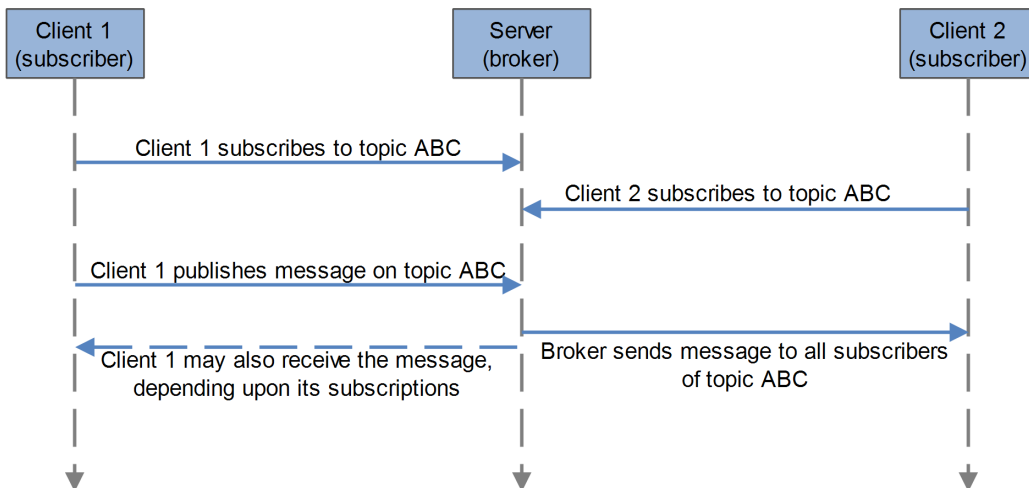 Client 1
(subscriber)
Server
(broker)
Client 2
(subscriber)
Client 1 subscribes to topic ABC
Client 2 subscribes to topic ABC
Client 1 publishes message on topic ABC
Client 1 may also receive the message,
depending upon its subscriptions
Broker sends message to all subscribers
of topic ABC